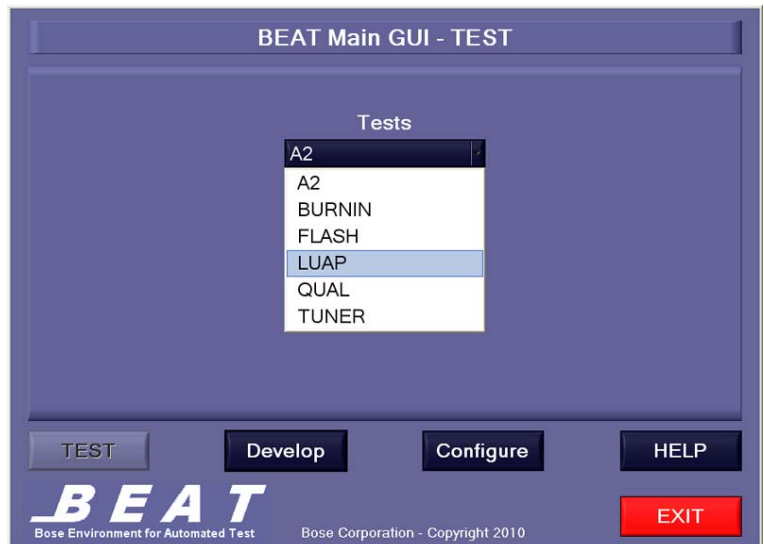 BEAT Main GUI - TEST
Tests
A2
A2
BURNIN
FLASH
LUAP
QUAL
TUNER
TEST Develop Configure HELP
BEAT
Bose Environment for Automated Test
Bose Corporation - Copyright 2010
EXIT